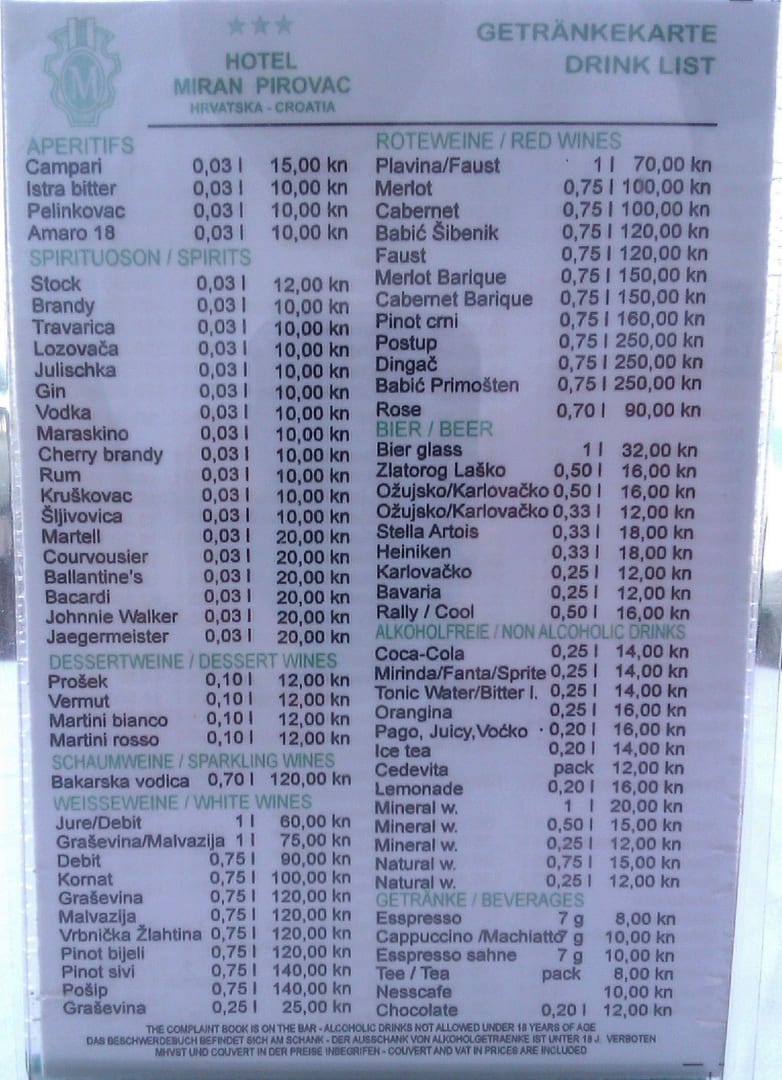 M
HOTEL
MIRAN PIROVAC
HRVATSKA - CROATIA
GETRÄNKEKARTE
DRINK LIST
APERITIFS
Campari 0,03 l 15,00 kn
Istra bitter 0,03 l 10,00 kn
Pelinkovac 0,03 l 10,00 kn
Amaro 18 0,03 l 10,00 kn
SPIRITUOSON / SPIRITS
Stock 0,03 l 12,00 kn
Brandy 0,03 l 10,00 kn
Travarica 0,03 l 10,00 kn
Lozovača 0,03 l 10,00 kn
Julischka 0,03 l 10,00 kn
Gin 0,03 l 10,00 kn
Vodka 0,03 l 10,00 kn
Maraskino 0,03 l 10,00 kn
Cherry brandy 0,03 l 10,00 kn
Rum 0,03 l 10,00 kn
Kruškovac 0,03 l 10,00 kn
Šljivovica 0,03 l 10,00 kn
Martell 0,03 l 20,00 kn
Courvousier 0,03 l 20,00 kn
Ballantine's 0,03 l 20,00 kn
Bacardi 0,03 l 20,00 kn
Johnnie Walker 0,03 l 20,00 kn
Jaegermeister 0,03 l 20,00 kn
DESSERTWEINE / DESSERT WINES
Prošek 0,10 l 12,00 kn
Vermut 0,10 l 12,00 kn
Martini bianco 0,10 l 12,00 kn
Martini rosso 0,10 l 12,00 kn
SCHAUMWEINE / SPARKLING WINES
Bakarska vodica 0,70 l 120,00 kn
WEISSEWEINE / WHITE WINES
Jure/Debit 1 l 60,00 kn
Graševina/Malvazija 1 l 75,00 kn
Debit 0,75 l 90,00 kn
Kornat 0,75 l 100,00 kn
Graševina 0,75 l 120,00 kn
Malvazija 0,75 l 120,00 kn
Vrbnička Žlahtina 0,75 l 120,00 kn
Pinot bijeli 0,75 l 120,00 kn
Pinot sivi 0,75 l 140,00 kn
Pošip 0,75 l 140,00 kn
Graševina 0,25 l 25,00 kn
ROTEWEINE / RED WINES
Plavina/Faust 1 l 70,00 kn
Merlot 0,75 l 100,00 kn
Cabernet 0,75 l 100,00 kn
Babić Šibenik 0,75 l 120,00 kn
Faust 0,75 l 120,00 kn
Merlot Barique 0,75 l 150,00 kn
Cabernet Barique 0,75 l 150,00 kn
Pinot crni 0,75 l 160,00 kn
Postup 0,75 l 250,00 kn
Dingač 0,75 l 250,00 kn
Babić Primošten 0,75 l 250,00 kn
Rose 0,70 l 90,00 kn
BIER / BEER
Bier glass 1 l 32,00 kn
Zlatorog Laško 0,50 l 16,00 kn
Ožujsko/Karlovačko 0,50 l 16,00 kn
Ožujsko/Karlovačko 0,33 l 12,00 kn
Stella Artois 0,33 l 18,00 kn
Heiniken 0,33 l 18,00 kn
Karlovačko 0,25 l 12,00 kn
Bavaria 0,25 l 12,00 kn
Rally / Cool 0,50 l 16,00 kn
ALKOHOLFREIE / NON ALCOHOLIC DRINKS
Coca-Cola 0,25 l 14,00 kn
Mirinda/Fanta/Sprite 0,25 l 14,00 kn
Tonic Water/Bitter l. 0,25 l 14,00 kn
Orangina 0,25 l 16,00 kn
Pago, Juicy,Voćko 0,20 l 16,00 kn
Ice tea 0,20 l 14,00 kn
Cedevita pack 12,00 kn
Lemonade 0,20 l 16,00 kn
Mineral w. 1 l 20,00 kn
Mineral w. 0,50 l 15,00 kn
Mineral w. 0,25 l 12,00 kn
Natural w. 0,75 l 15,00 kn
Natural w. 0,25 l 12,00 kn
GETRÄNKE / BEVERAGES
Esspresso 7 g 8,00 kn
Cappuccino /Machiatto 7 g 10,00 kn
Esspresso sahne 7 g 10,00 kn
Tee / Tea pack 8,00 kn
Nesscafe 10,00 kn
Chocolate 0,20 l 12,00 kn
THE COMPLAINT BOOK IS ON THE BAR - ALCOHOLIC DRINKS NOT ALLOWED UNDER 18 YEARS OF AGE
DAS BESCHWERDEBUCH BEFINDET SICH AM SCHANK - DER AUSSCHANK VON ALKOHOLGETRAENKE IST UNTER 18 J. VERBOTEN
MHVST UND COUVERT IN DER PREISE INBEGRIFEN - COUVERT AND VAT IN PRICES ARE INCLUDED